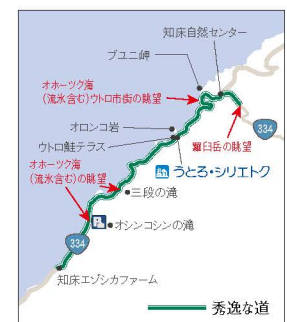 知床自然センター
プユニ岬
オホーツク海
(流氷含む)ウトロ市街の眺望
オロンコ岩
334
ウトロ鮭テラス
羅臼岳の眺望
うとろ・シリエトク
オホーツク海
(流氷含む)の眺望
三段の滝
オシンコシンの滝
334
知床エゾシカファーム
秀逸な道